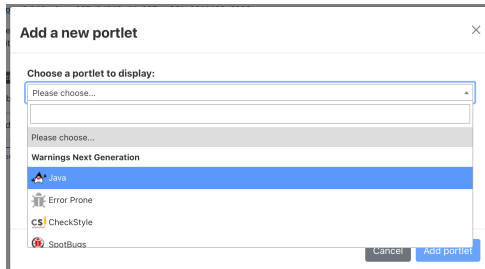 Add a new portlet
Choose a portlet to display:
Please choose...
Please choose...
Warnings Next Generation
Java
Error Prone
CS! CheckStyle
SpotBugs
Cancel
Add portlet